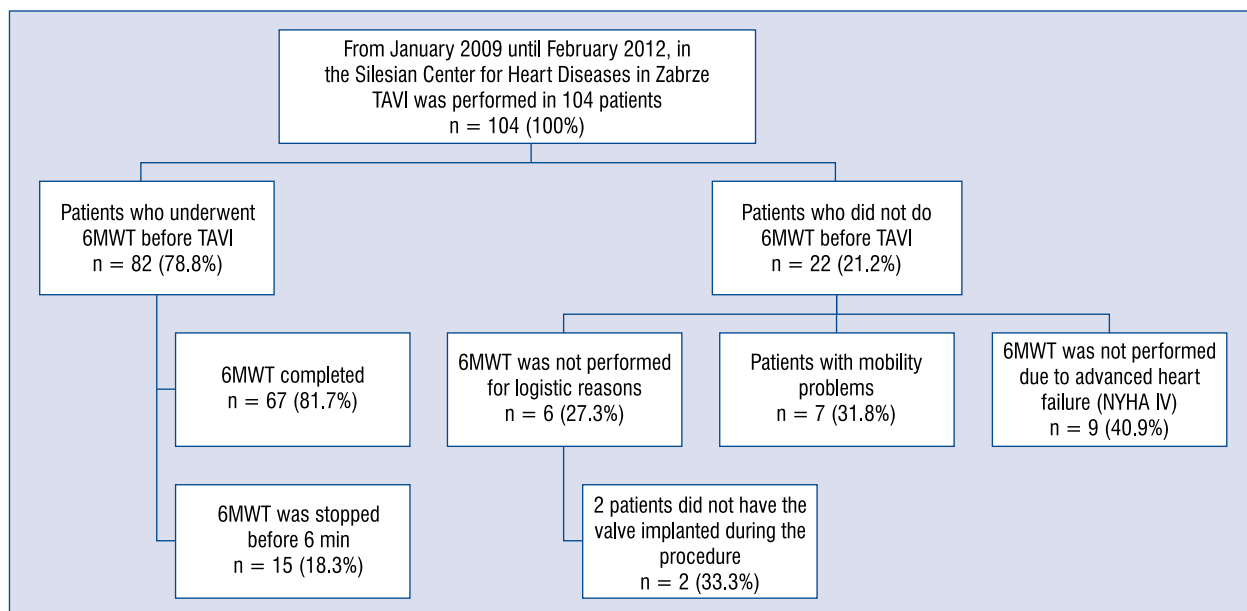 From January 2009 until February 2012, in
the Silesian Center for Heart Diseases in Zabrze
TAVI was performed in 104 patients
n = 104 (100%)
Patients who underwent
6MWT before TAVI
n = 82 (78.8%)
Patients who did not do
6MWT before TAVI
n = 22 (21.2%)
6MWT completed
n = 67 (81.7%)
6MWT was not performed
for logistic reasons
n = 6 (27.3%)
Patients with mobility
problems
n = 7 (31.8%)
6MWT was not performed
due to advanced heart
failure (NYHA IV)
n = 9 (40.9%)
6MWT was stopped
before 6 min
n = 15 (18.3%)
2 patients did not have the
valve implanted during the
procedure
n = 2 (33.3%)